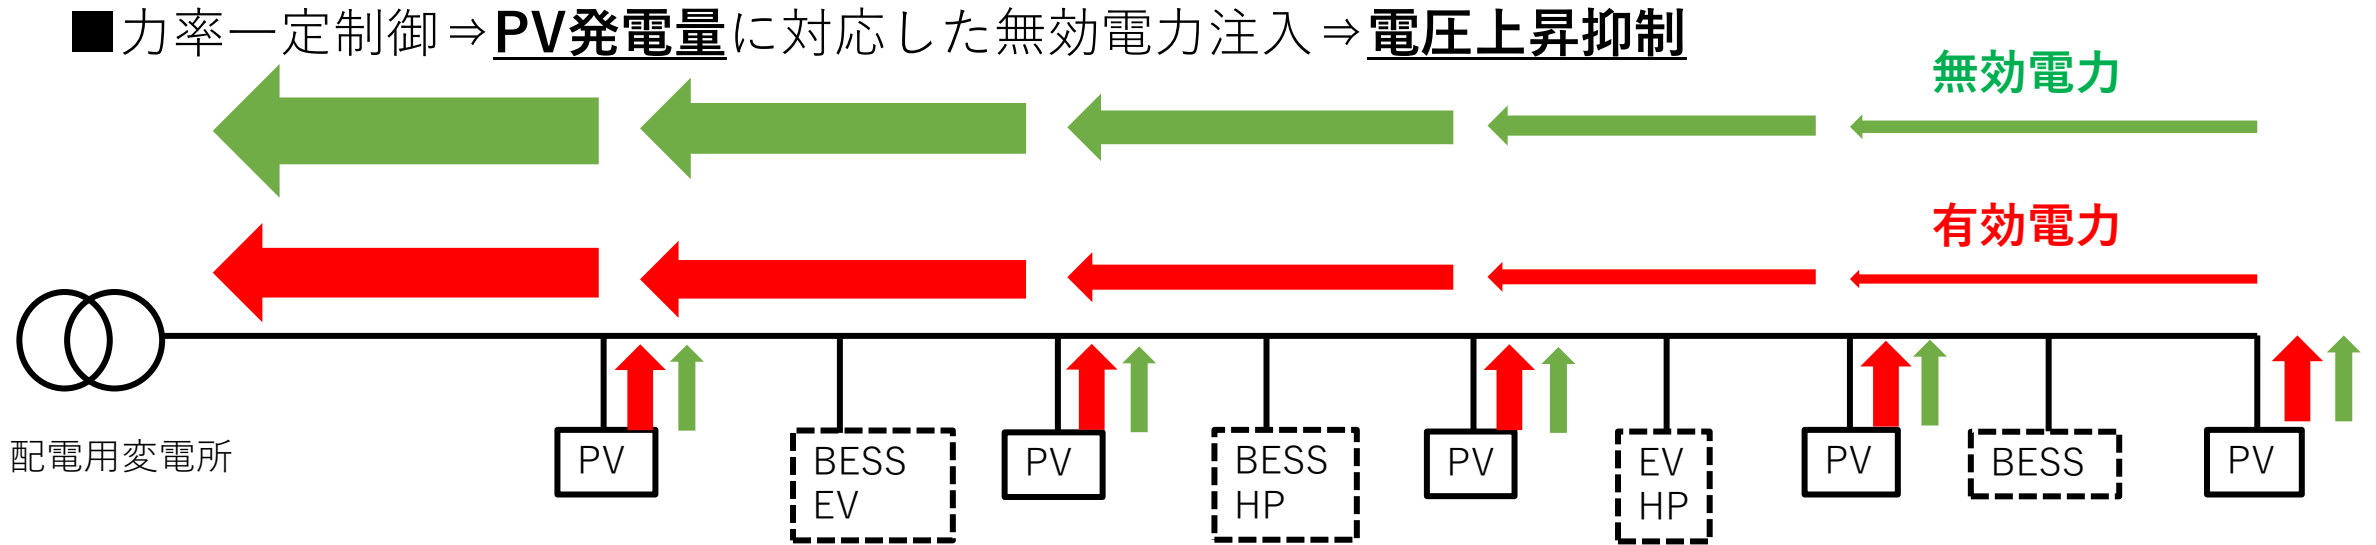 ■力率一定制御⇒PV発電量に対応した無効電力注入⇒電圧上昇抑制
無効電力
有効電力
配電用変電所
PV
BESS
EV
PV
BESS
HP
PV
EV
HP
PV
BESS
PV